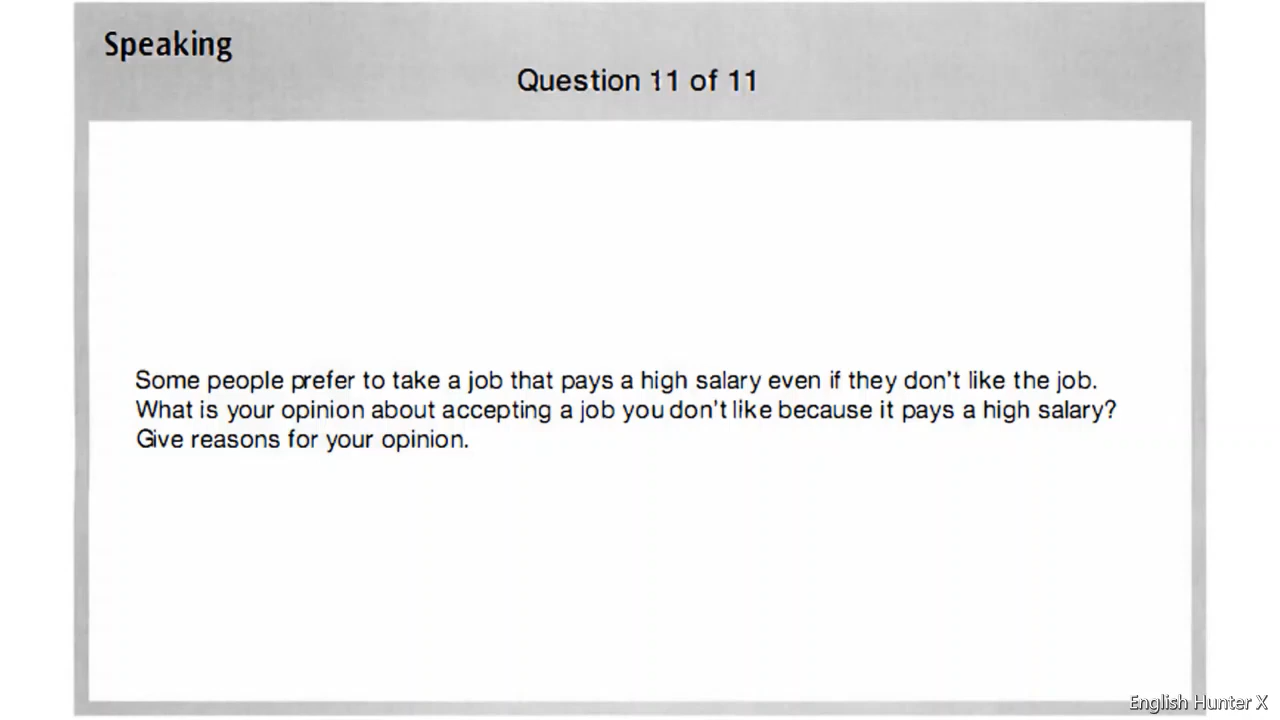 Speaking
Question 11 of 11
Some people prefer to take a job that pays a high salary even if they don't like the job.
What is your opinion about accepting a job you don't like because it pays a high salary?
Give reasons for your opinion.
English Hunter X